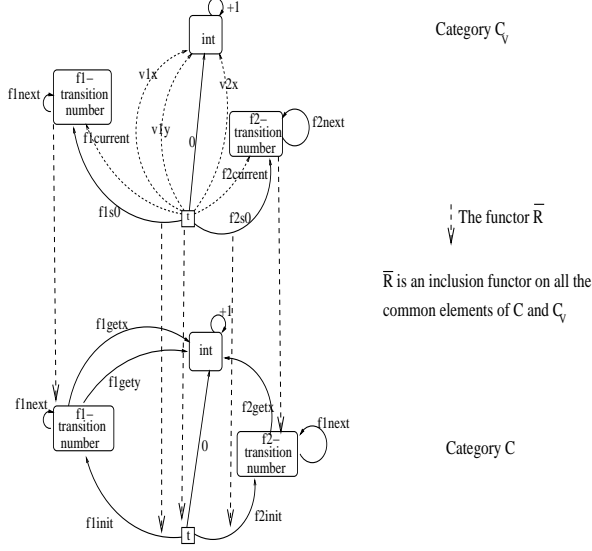 +1
Category C_V
int
v1x
v2x
f1−
transition
number
f1next
f2−
transition
number
f2next
v1y
f1current
0
f2current
f1s0
t
f2s0
The functor R̅
R̅ is an inclusion functor on all the
common elements of C and C_V
+1
f1getx
int
f1gety
f1next
f1−
transition
number
f2getx
f1next
0
f2−
transition
number
Category C
f1init
t
f2init